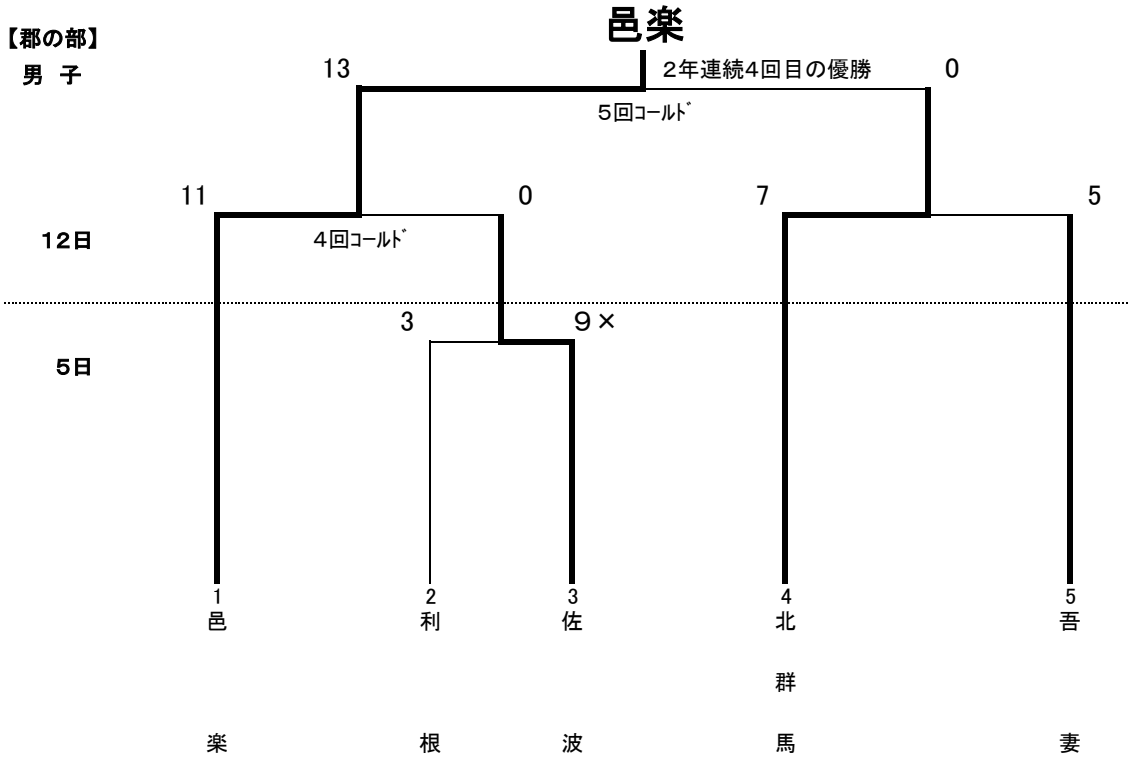 邑楽
【郡の部】
男 子
13
2年連続4回目の優勝
0
5回ｺｰﾙﾄﾞ
11
0
7
5
12日
4回ｺｰﾙﾄﾞ
3
9×
5日
1
邑楽
2
利根
3
佐波
4
北群馬
5
吾妻